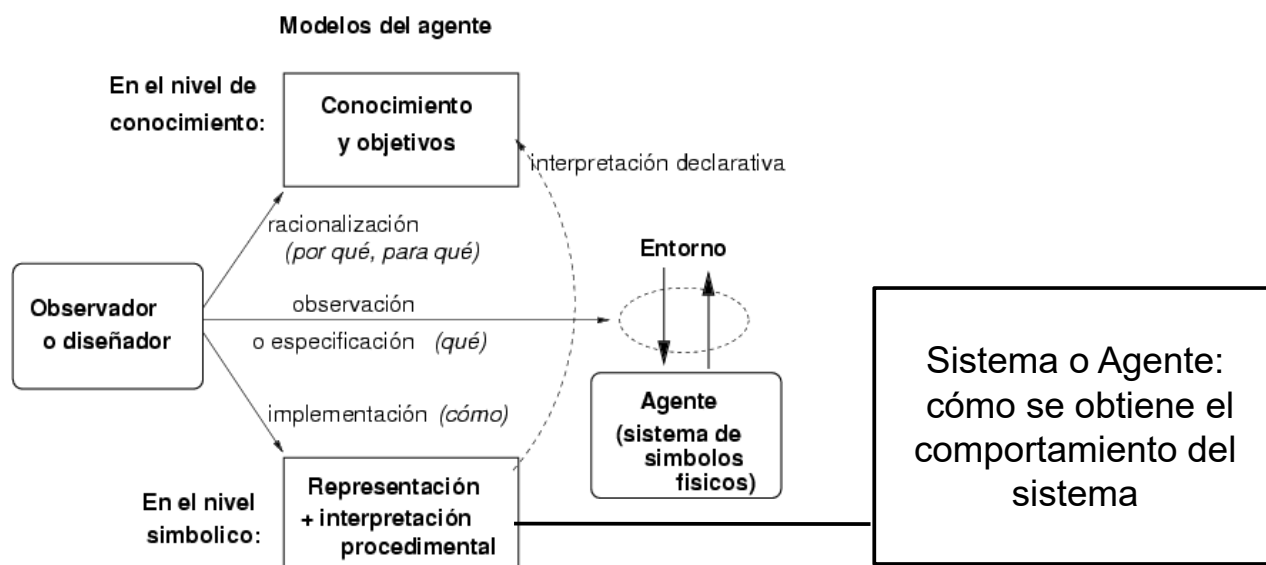 Modelos del agente
En el nivel de
conocimiento:
Conocimiento
y objetivos
interpretación declarativa
racionalización
(por qué, para qué)
Entorno
Observador
o diseñador
observación
o especificación (qué)
implementación (cómo)
Agente
(sistema de
simbolos
fisicos)
Sistema o Agente:
cómo se obtiene el
comportamiento del
sistema
En el nivel
simbolico:
Representación
+ interpretación
procedimental